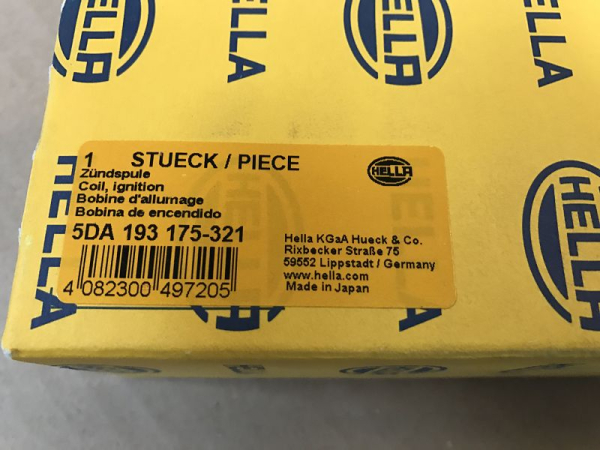 HELLA
HELLA
HELLA
HELLA
1 STUECK / PIECE
Zündspule
Coil, ignition
Bobine d'allumage
Bobina de encendido
5DA 193 175-321
4 082300 497205
HELLA
Hella KGaA Hueck & Co.
Rixbecker Straße 75
59552 Lippstadt / Germany
www.hella.com
Made in Japan
HELLA
HELLA
HELLA